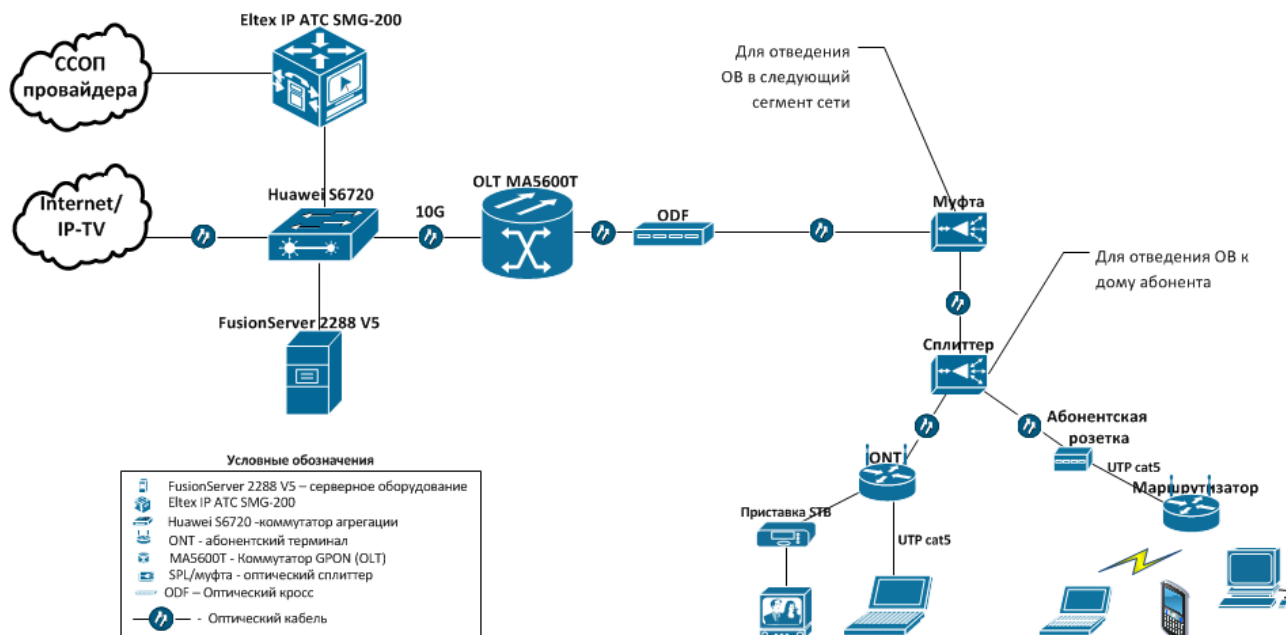 Eltex IP ATC SMG-200
ССОП
провайдера
Для отведения
ОВ в следующий
сегмент сети
Internet/
IP-TV
Huawei S6720
10G
OLT MA5600T
ODF
Муфта
Для отведения ОВ к
дому абонента
FusionServer 2288 V5
Сплиттер
Абонентская
розетка
ONT
UTP cat5
Маршрутизатор
Приставка STB
UTP cat5
Условные обозначения
FusionServer 2288 V5 – серверное оборудование
Eltex IP ATC SMG-200
Huawei S6720 -коммутатор агрегации
ONT - абонентский терминал
MA5600T - Коммутатор GPON (OLT)
SPL/муфта - оптический сплиттер
ODF – Оптический кросс
- Оптический кабель